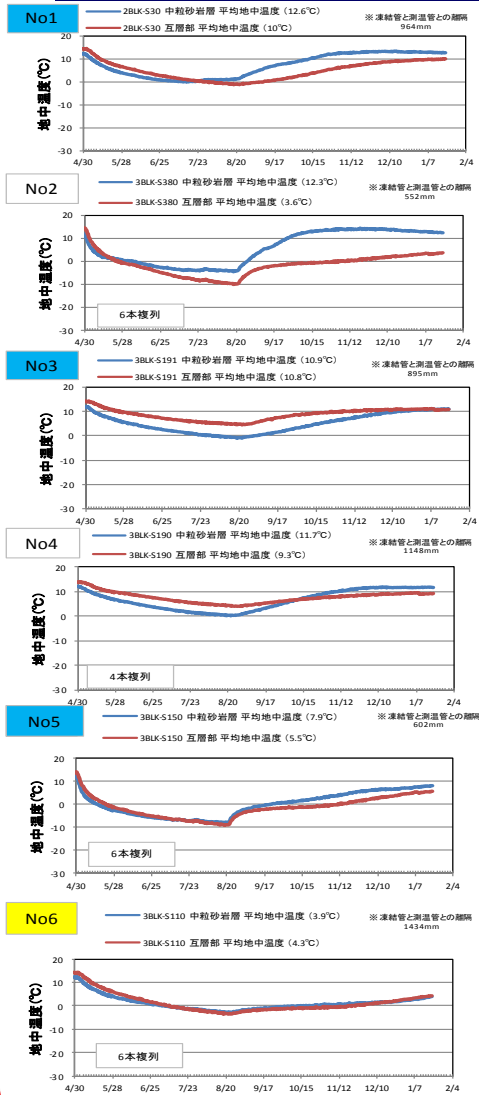 No1
2BLK-S30 中粒砂岩層 平均地中温度 (12.6℃)
2BLK-S30 互層部 平均地中温度 (10℃)
※ 凍結管と測温管との離隔
964mm
地中温度(℃)
20
10
0
-10
-20
-30
4/30 5/28 6/25 7/23 8/20 9/17 10/15 11/12 12/10 1/7 2/4
No2
3BLK-S380 中粒砂岩層 平均地中温度 (12.3℃)
3BLK-S380 互層部 平均地中温度 (3.6℃)
※ 凍結管と測温管との離隔
552mm
地中温度(℃)
20
10
0
-10
-20
-30
6本複列
4/30 5/28 6/25 7/23 8/20 9/17 10/15 11/12 12/10 1/7 2/4
No3
3BLK-S191 中粒砂岩層 平均地中温度 (10.9℃)
3BLK-S191 互層部 平均地中温度 (10.8℃)
※ 凍結管と測温管との離隔
895mm
地中温度(℃)
20
10
0
-10
-20
-30
4/30 5/28 6/25 7/23 8/20 9/17 10/15 11/12 12/10 1/7 2/4
No4
3BLK-S190 中粒砂岩層 平均地中温度 (11.7℃)
3BLK-S190 互層部 平均地中温度 (9.3℃)
※ 凍結管と測温管との離隔
1148mm
地中温度(℃)
20
10
0
-10
-20
-30
4本複列
4/30 5/28 6/25 7/23 8/20 9/17 10/15 11/12 12/10 1/7 2/4
No5
3BLK-S150 中粒砂岩層 平均地中温度 (7.9℃)
3BLK-S150 互層部 平均地中温度 (5.5℃)
※ 凍結管と測温管との離隔
602mm
地中温度(℃)
20
10
0
-10
-20
-30
6本複列
4/30 5/28 6/25 7/23 8/20 9/17 10/15 11/12 12/10 1/7 2/4
No6
3BLK-S110 中粒砂岩層 平均地中温度 (3.9℃)
3BLK-S110 互層部 平均地中温度 (4.3℃)
※ 凍結管と測温管との離隔
1434mm
地中温度(℃)
20
10
0
-10
-20
-30
6本複列
4/30 5/28 6/25 7/23 8/20 9/17 10/15 11/12 12/10 1/7 2/4